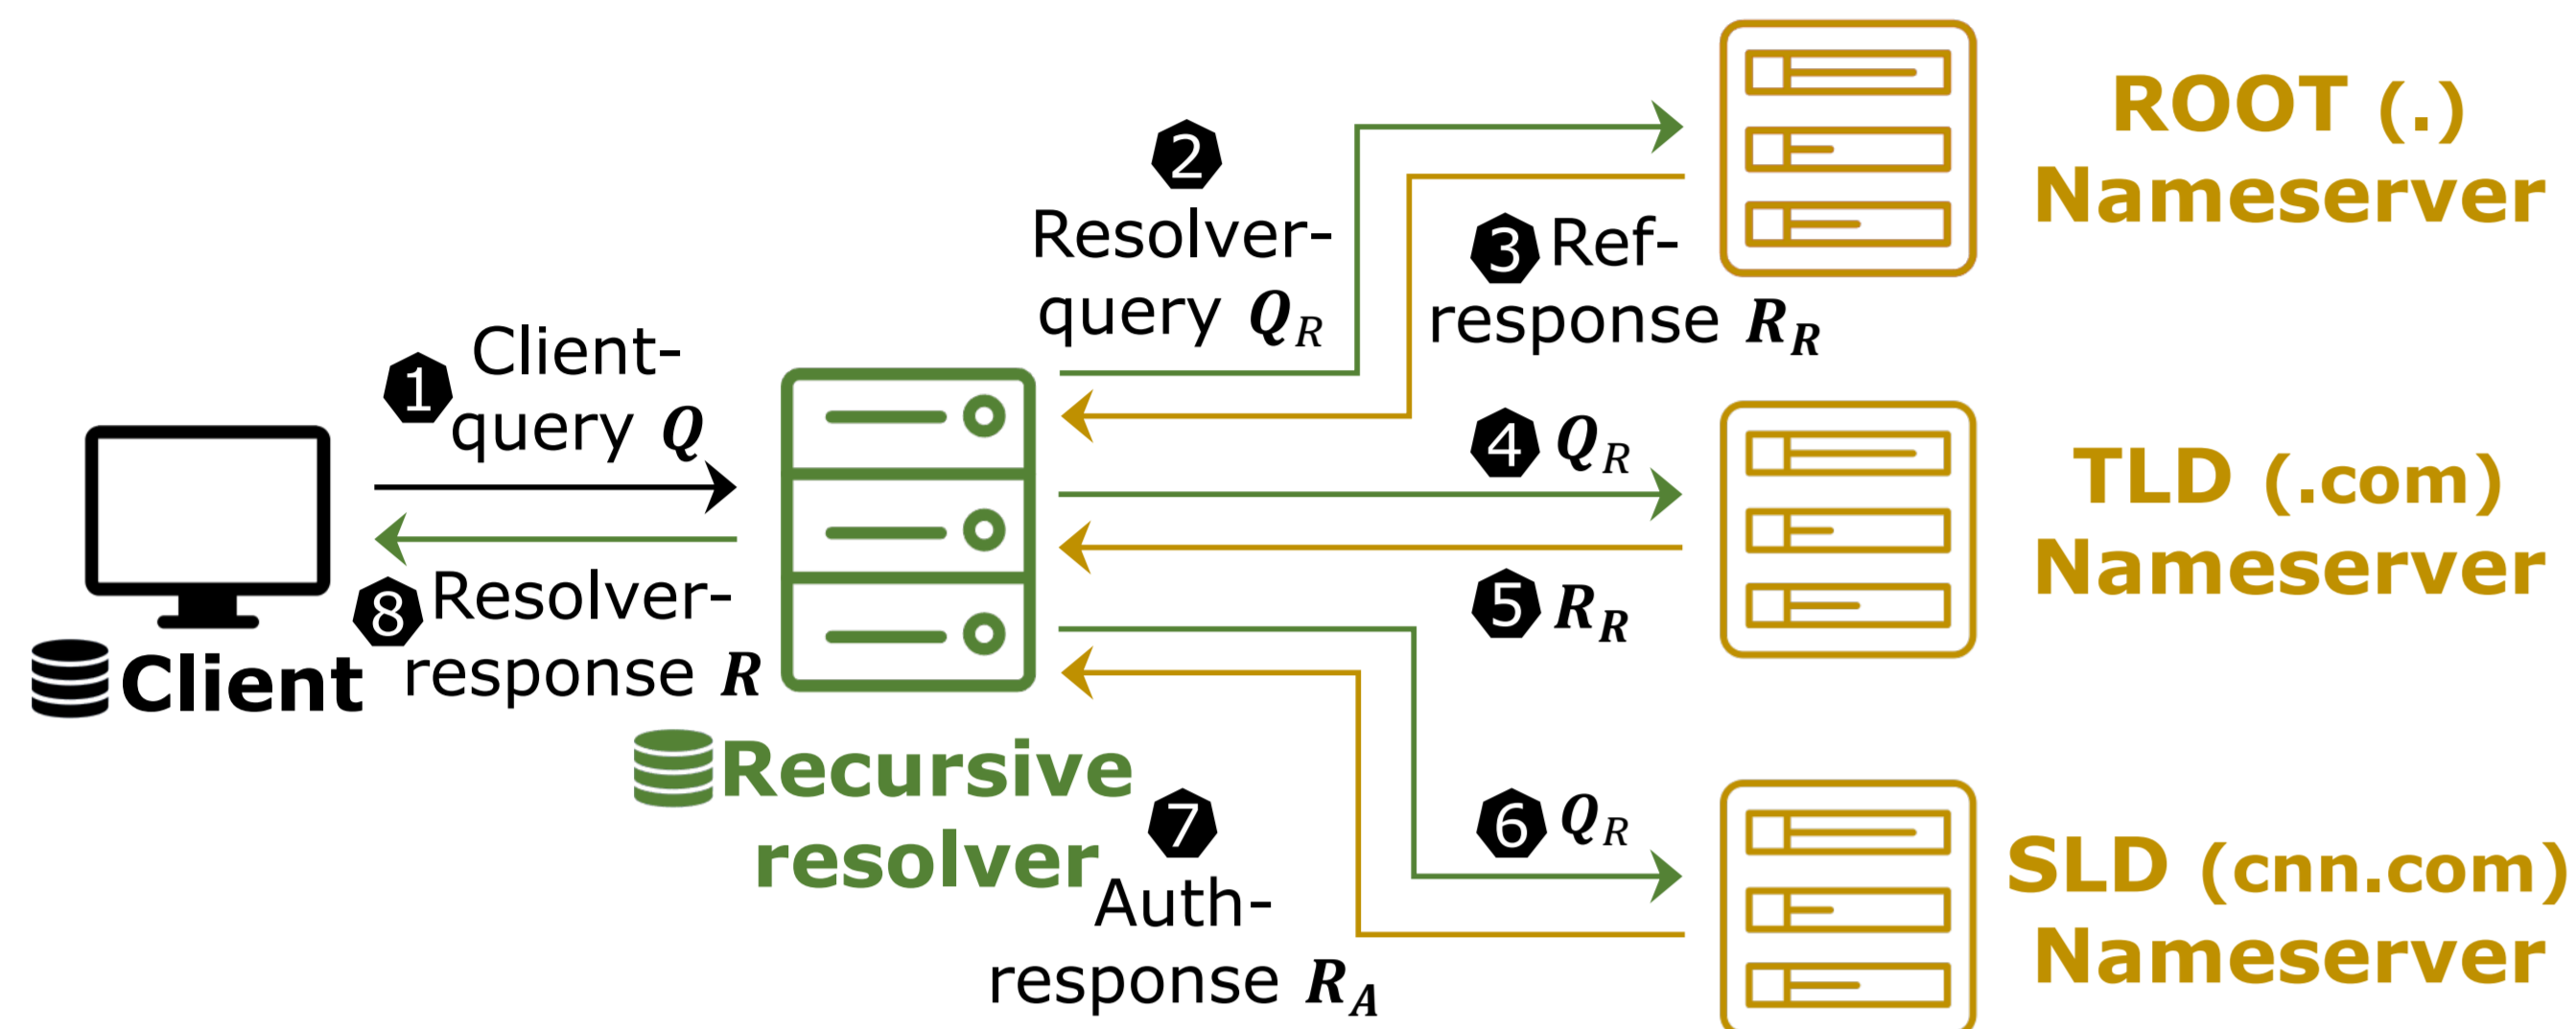 1 Client-
query Q
2
Resolver-
query Q_R
3 Ref-
response R_R
ROOT (.)
Nameserver
4 Q_R
5 R_R
TLD (.com)
Nameserver
6 Q_R
7
Auth-
response R_A
SLD (cnn.com)
Nameserver
8 Resolver-
response R
Client
Recursive
resolver